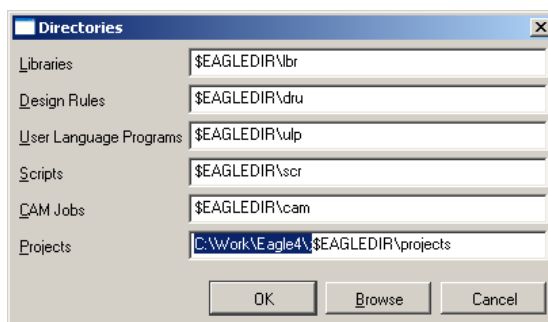 Directories
Libraries $EAGLEDIR\lbr
Design Rules $EAGLEDIR\dru
User Language Programs $EAGLEDIR\ulp
Scripts $EAGLEDIR\scr
CAM Jobs $EAGLEDIR\cam
Projects C:\Work\Eagle4\;$EAGLEDIR\projects
OK Browse Cancel